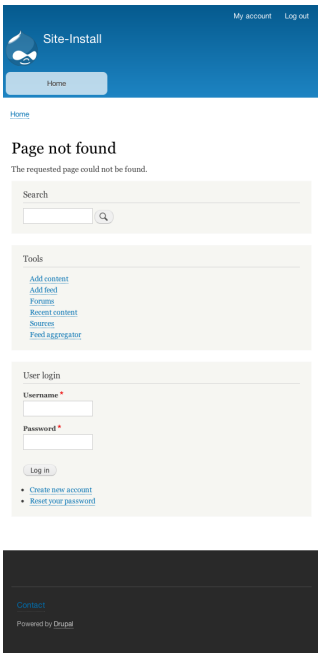 My account Log out
Site-Install
Home
Home
Page not found
The requested page could not be found.
Search
Tools
Add content
Add feed
Forums
Recent content
Sources
Feed aggregator
User login
Username *
Password *
Log in
Create new account
Reset your password
Contact
Powered by Drupal